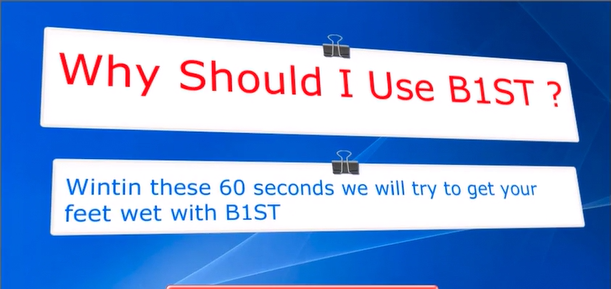 Why Should I Use B1ST ?
Wintin these 60 seconds we will try to get your
feet wet with B1ST